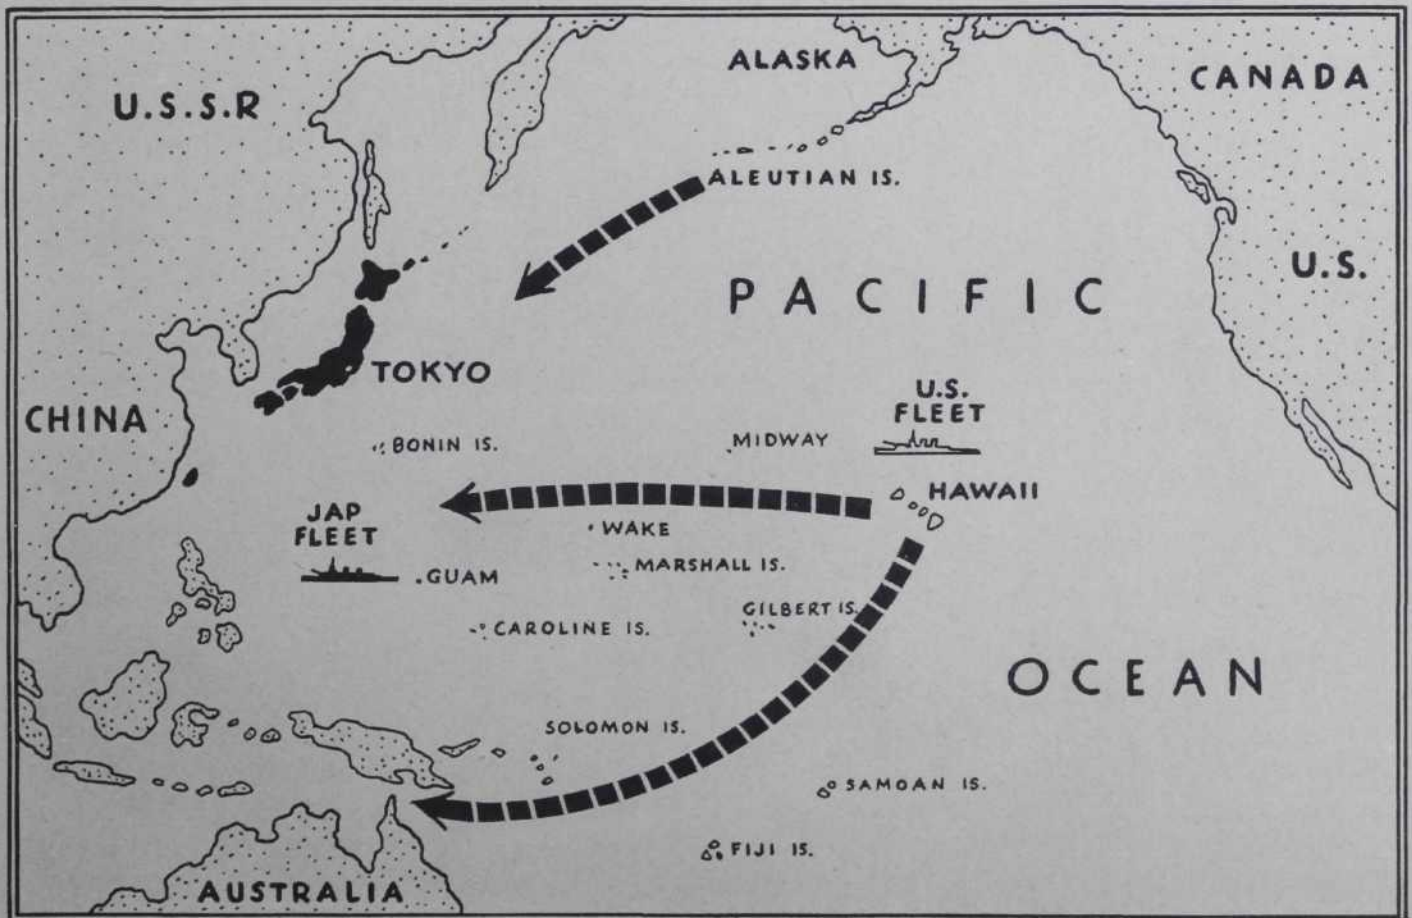 ALASKA
CANADA
U.S.S.R
ALEUTIAN IS.
U.S.
PACIFIC
TOKYO
CHINA
U.S.
FLEET
BONIN IS.
MIDWAY
HAWAII
JAP
FLEET
WAKE
MARSHALL IS.
GUAM
GILBERT IS.
CAROLINE IS.
OCEAN
SOLOMON IS.
SAMOAN IS.
FIJI IS.
AUSTRALIA